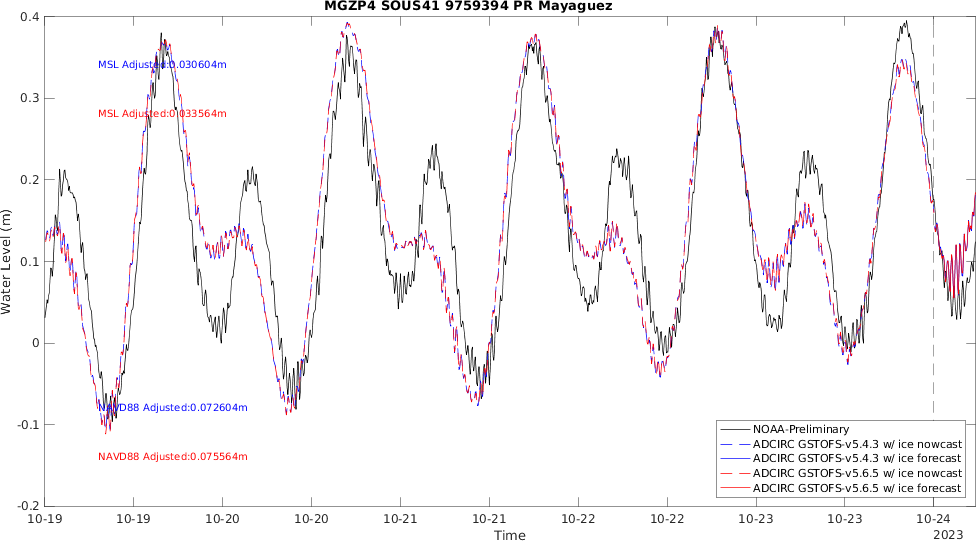 MGZP4 SOUS41 9759394 PR Mayaguez
0.4
MSL Adjusted:0.030604m
0.3
MSL Adjusted:0.033564m
0.2
Water Level (m)
0.1
0
NAVD88 Adjusted:0.072604m
-0.1
NAVD88 Adjusted:0.075564m
NOAA-Preliminary
ADCIRC GSTOFS-v5.4.3 w/ ice nowcast
ADCIRC GSTOFS-v5.4.3 w/ ice forecast
ADCIRC GSTOFS-v5.6.5 w/ ice nowcast
ADCIRC GSTOFS-v5.6.5 w/ ice forecast
-0.2
10-19 10-19 10-20 10-20 10-21 10-21 10-22 10-22 10-23 10-23 10-24
Time 2023